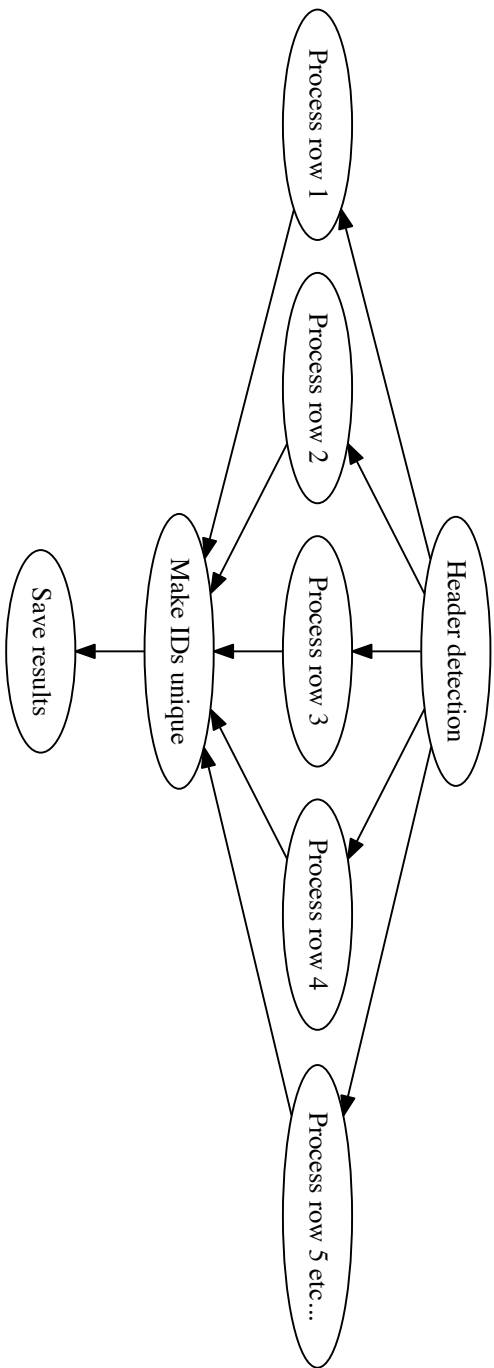 Header detection
Process row 1
Process row 2
Process row 3
Process row 4
Process row 5 etc...
Make IDs unique
Save results